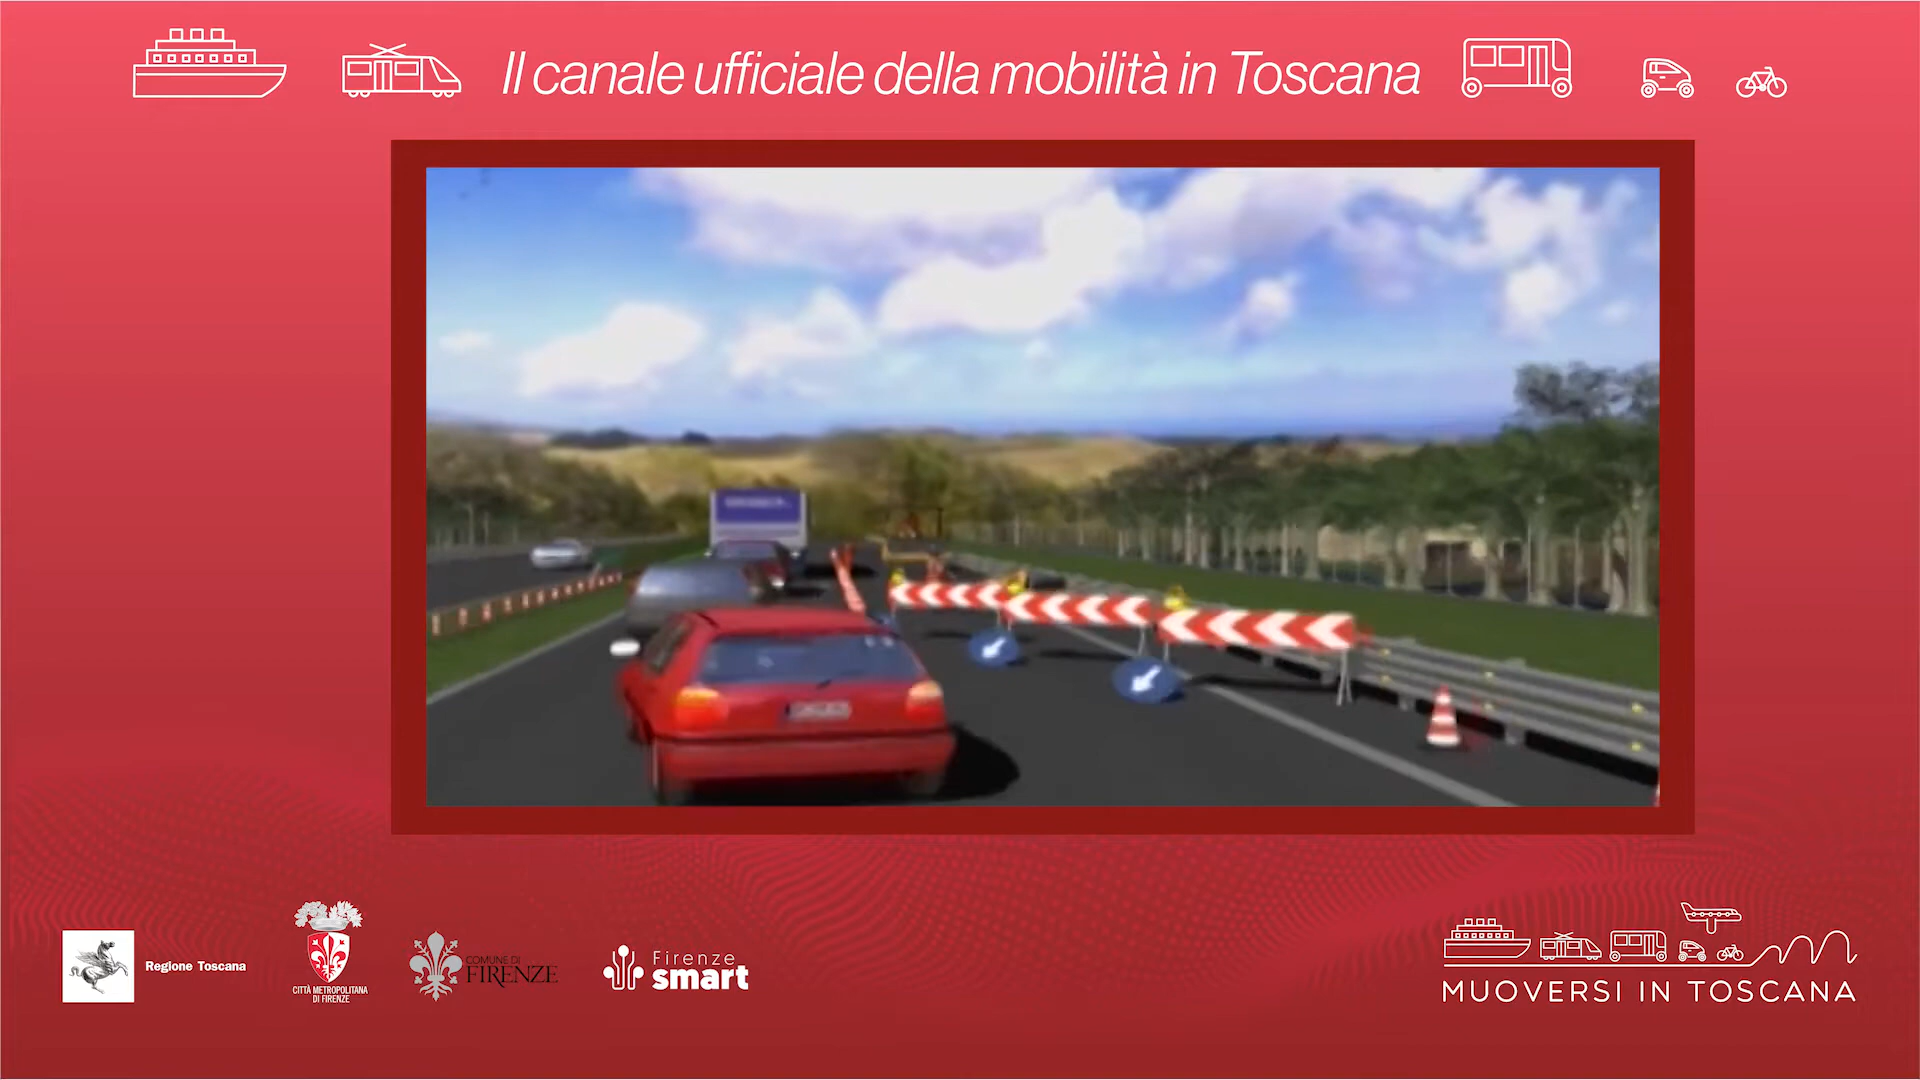 Il canale ufficiale della mobilità in Toscana
Regione Toscana
CITTÀ METROPOLITANA
DI FIRENZE
COMUNE DI
FIRENZE
Firenze
smart
MUOVERSI IN TOSCANA